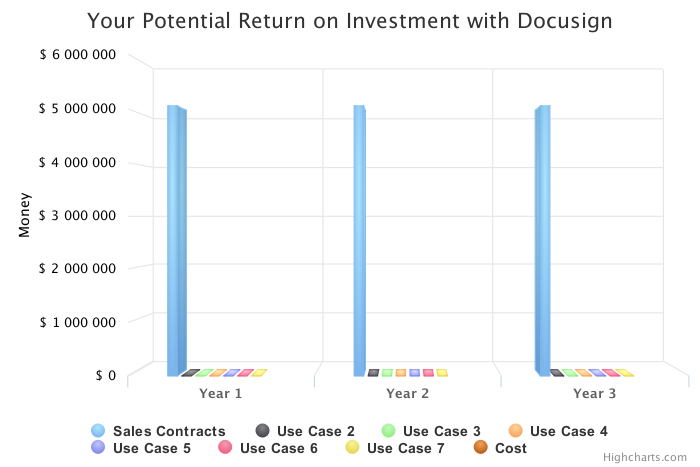 Your Potential Return on Investment with Docusign
$ 6 000 000
$ 5 000 000
$ 4 000 000
$ 3 000 000
$ 2 000 000
$ 1 000 000
$ 0
Money
Year 1 Year 2 Year 3
Sales Contracts Use Case 2 Use Case 3 Use Case 4
Use Case 5 Use Case 6 Use Case 7 Cost
Highcharts.com